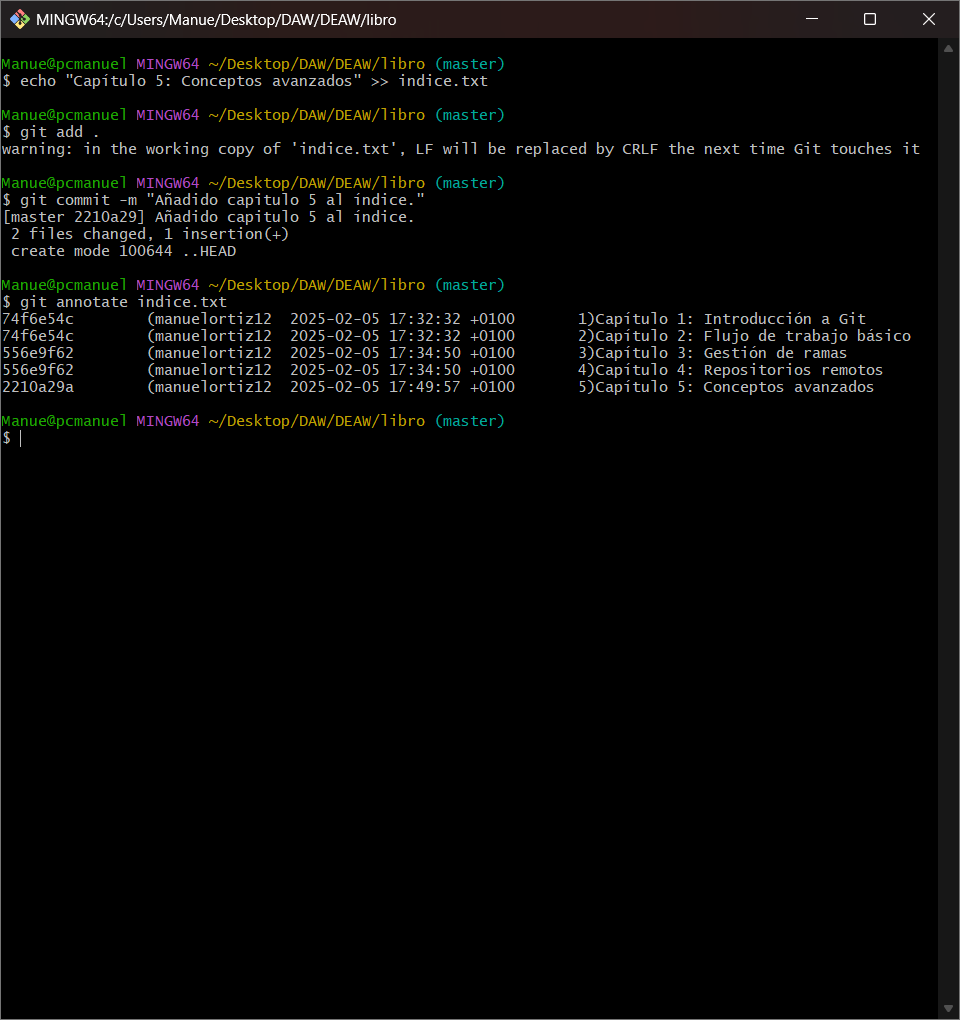 MINGW64:/c/Users/Manue/Desktop/DAW/DEAW/libro
Manue@pcmanuel MINGW64 ~/Desktop/DAW/DEAW/libro (master)
$ echo "Capítulo 5: Conceptos avanzados" >> indice.txt
Manue@pcmanuel MINGW64 ~/Desktop/DAW/DEAW/libro (master)
$ git add .
warning: in the working copy of 'indice.txt', LF will be replaced by CRLF the next time Git touches it
Manue@pcmanuel MINGW64 ~/Desktop/DAW/DEAW/libro (master)
$ git commit -m "Añadido capitulo 5 al índice."
[master 2210a29] Añadido capitulo 5 al índice.
 2 files changed, 1 insertion(+)
 create mode 100644 ..HEAD
Manue@pcmanuel MINGW64 ~/Desktop/DAW/DEAW/libro (master)
$ git annotate indice.txt
74f6e54c        (manuelortiz12  2025-02-05 17:32:32 +0100       1)Capítulo 1: Introducción a Git
74f6e54c        (manuelortiz12  2025-02-05 17:32:32 +0100       2)Capítulo 2: Flujo de trabajo básico
556e9f62        (manuelortiz12  2025-02-05 17:34:50 +0100       3)Capítulo 3: Gestión de ramas
556e9f62        (manuelortiz12  2025-02-05 17:34:50 +0100       4)Capítulo 4: Repositorios remotos
2210a29a        (manuelortiz12  2025-02-05 17:49:57 +0100       5)Capítulo 5: Conceptos avanzados
Manue@pcmanuel MINGW64 ~/Desktop/DAW/DEAW/libro (master)
$